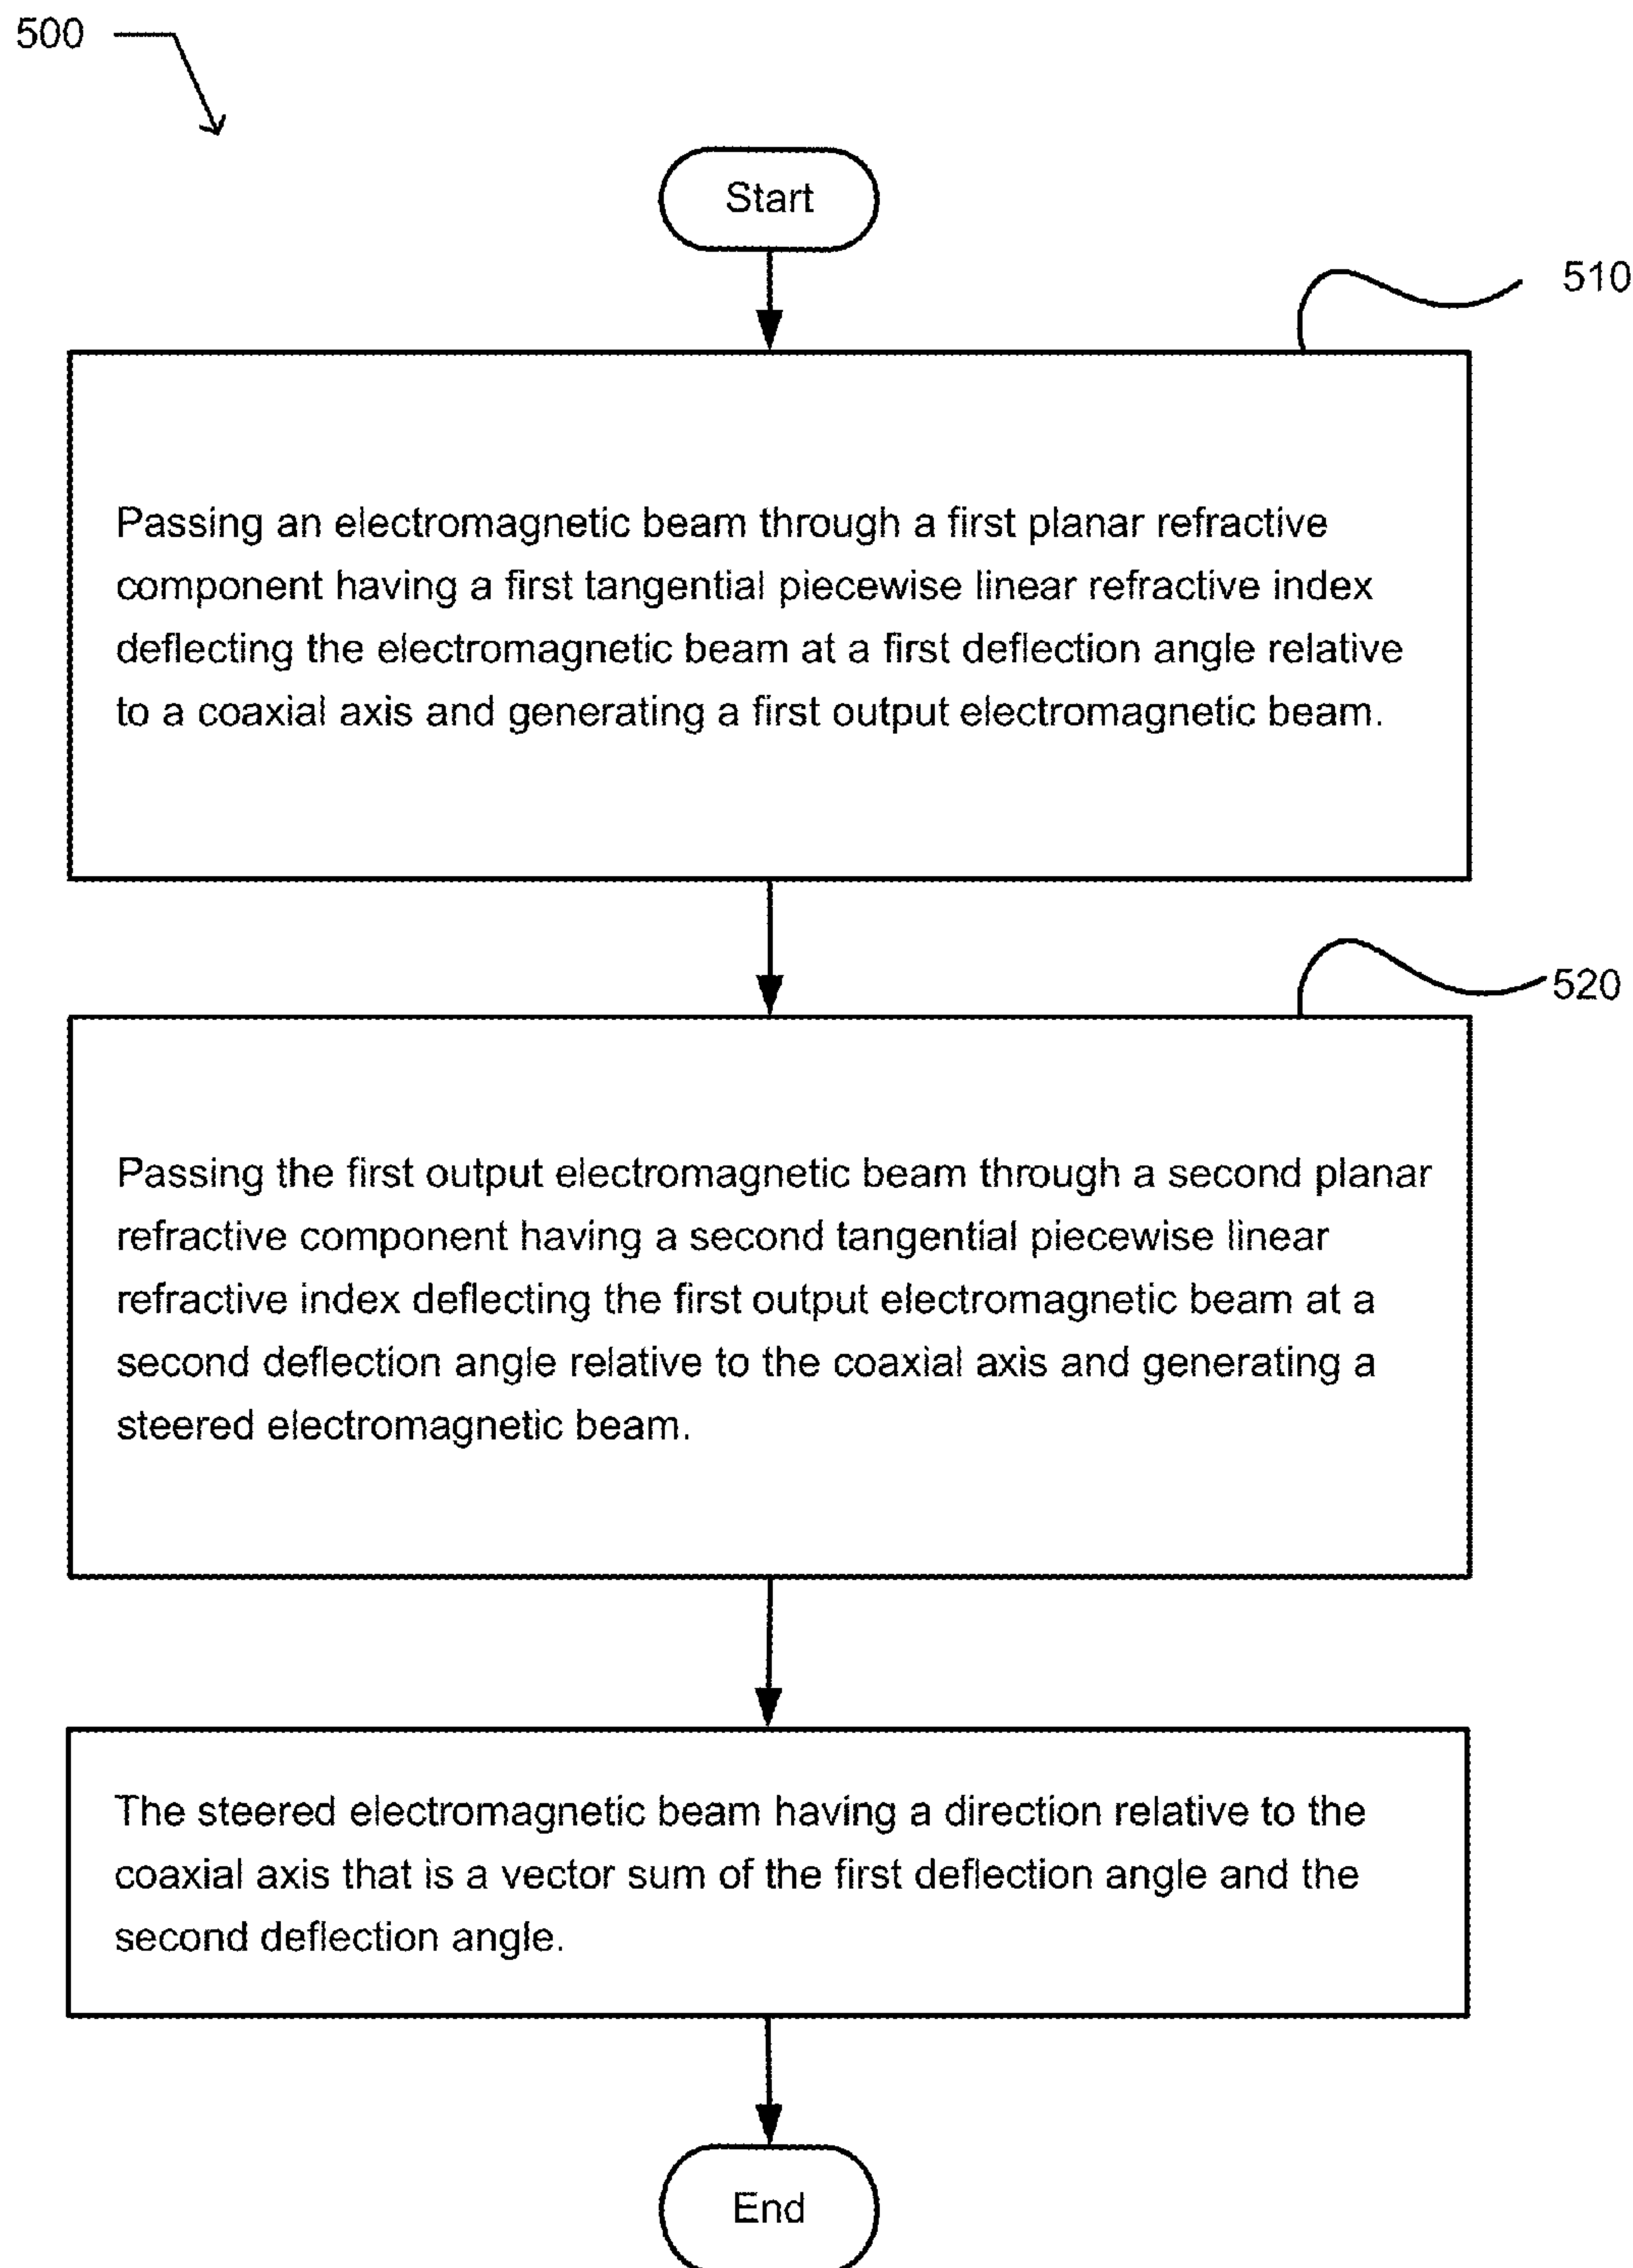 500
Start
510
Passing an electromagnetic beam through a first planar refractive
component having a first tangential piecewise linear refractive index
deflecting the electromagnetic beam at a first deflection angle relative
to a coaxial axis and generating a first output electromagnetic beam.
520
Passing the first output electromagnetic beam through a second planar
refractive component having a second tangential piecewise linear
refractive index deflecting the first output electromagnetic beam at a
second deflection angle relative to the coaxial axis and generating a
steered electromagnetic beam.
The steered electromagnetic beam having a direction relative to the
coaxial axis that is a vector sum of the first deflection angle and the
second deflection angle.
End